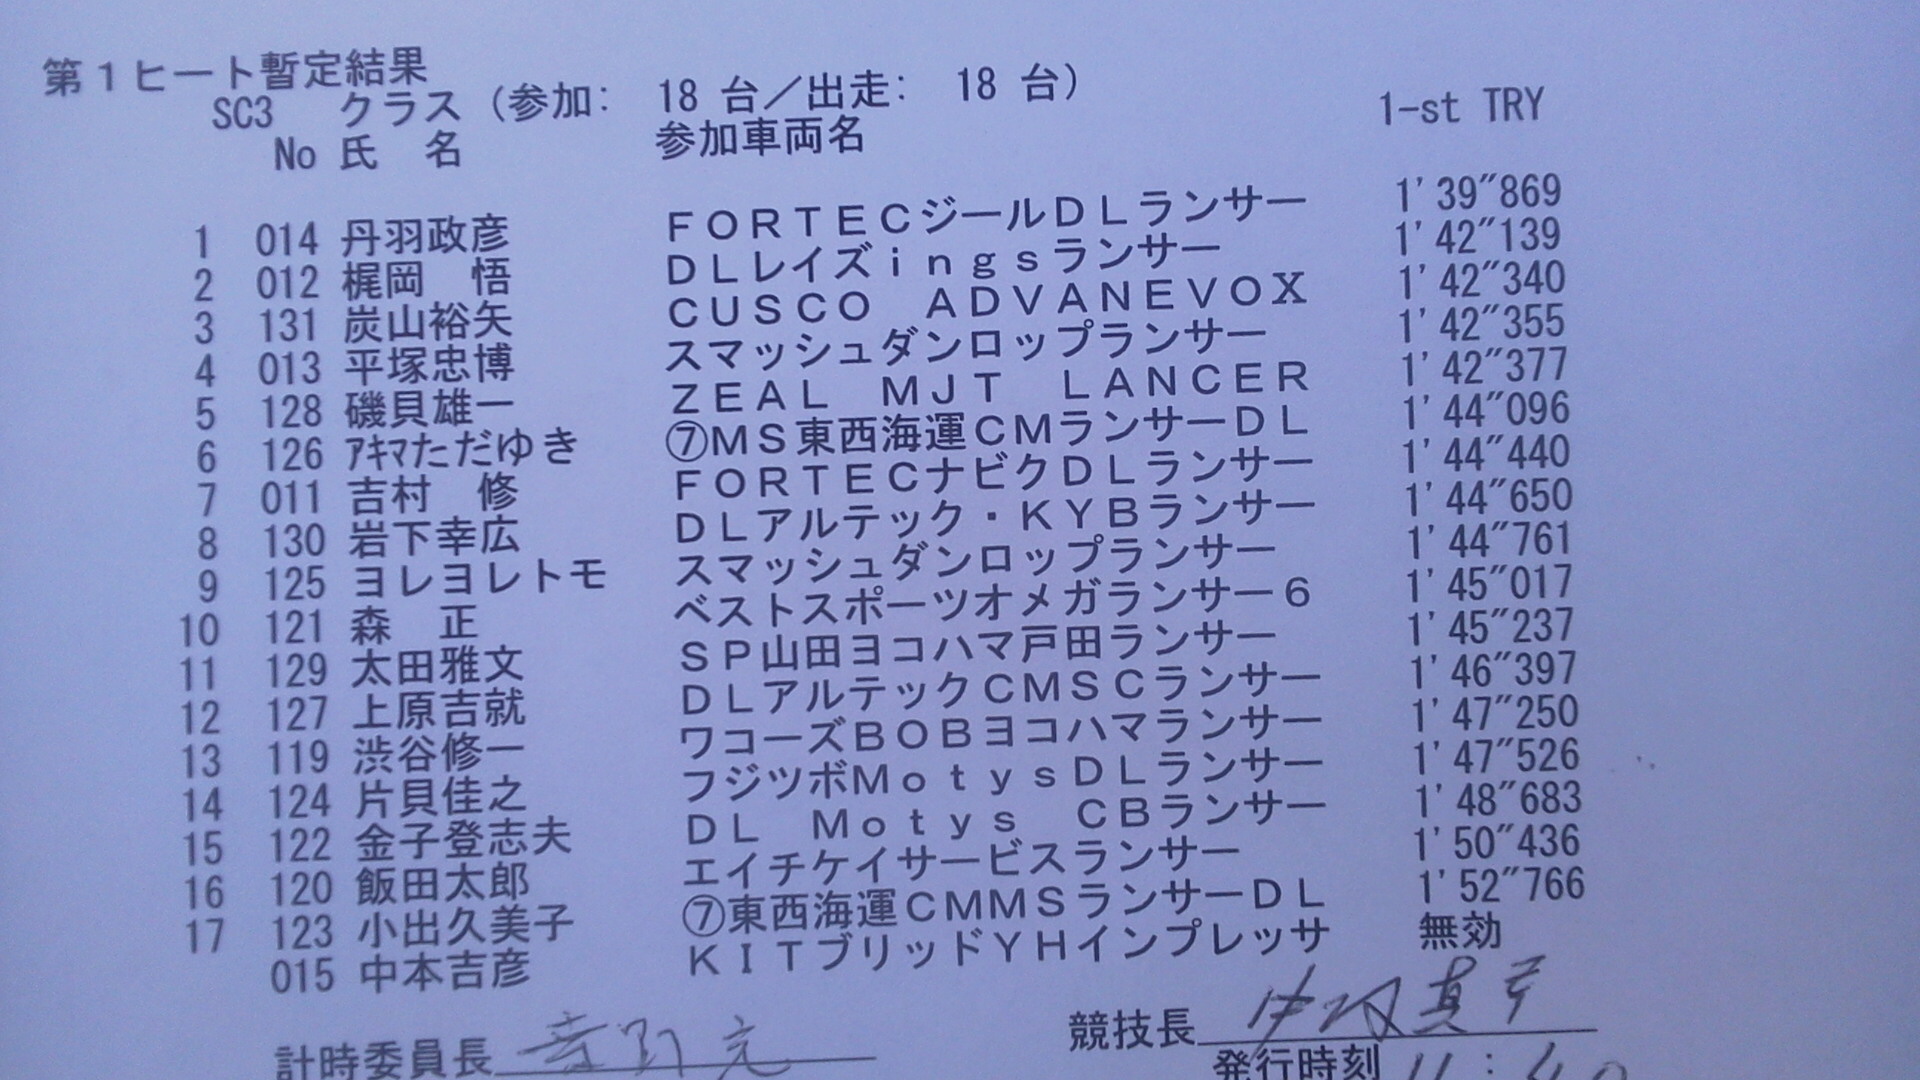 第１ヒート暫定結果
SC3 クラス（参加： 18 台／出走： 18 台）
No 氏　名 参加車両名 1-st TRY
1 014 丹羽政彦 ＦＯＲＴＥＣジールＤＬランサー 1'39"869
2 012 梶岡　悟 ＤＬレイズｉｎｇｓランサー 1'42"139
3 131 炭山裕矢 ＣＵＳＣＯ　ＡＤＶＡＮＥＶＯⅩ 1'42"340
4 013 平塚忠博 スマッシュダンロップランサー 1'42"355
5 128 磯貝雄一 ＺＥＡＬ　ＭＪＴ　ＬＡＮＣＥＲ 1'42"377
6 126 ｱｷﾏただゆき ⑦ＭＳ東西海運ＣＭランサーＤＬ 1'44"096
7 011 吉村　修 ＦＯＲＴＥＣナビクＤＬランサー 1'44"440
8 130 岩下幸広 ＤＬアルテック・ＫＹＢランサー 1'44"650
9 125 ヨレヨレトモ スマッシュダンロップランサー 1'44"761
10 121 森　正 ベストスポーツオメガランサー６ 1'45"017
11 129 太田雅文 ＳＰ山田ヨコハマ戸田ランサー 1'45"237
12 127 上原吉就 ＤＬアルテックＣＭＳＣランサー 1'46"397
13 119 渋谷修一 ワコーズＢＯＢヨコハマランサー 1'47"250
14 124 片貝佳之 フジツボＭｏｔｙｓＤＬランサー 1'47"526
15 122 金子登志夫 ＤＬ　Ｍｏｔｙｓ　ＣＢランサー 1'48"683
16 120 飯田太郎 エイチケイサービスランサー 1'50"436
17 123 小出久美子 ⑦東西海運ＣＭＭＳランサーＤＬ 1'52"766
015 中本吉彦 ＫＩＴブリッドＹＨインプレッサ 無効
競技長
計時委員長
発行時刻 11:40